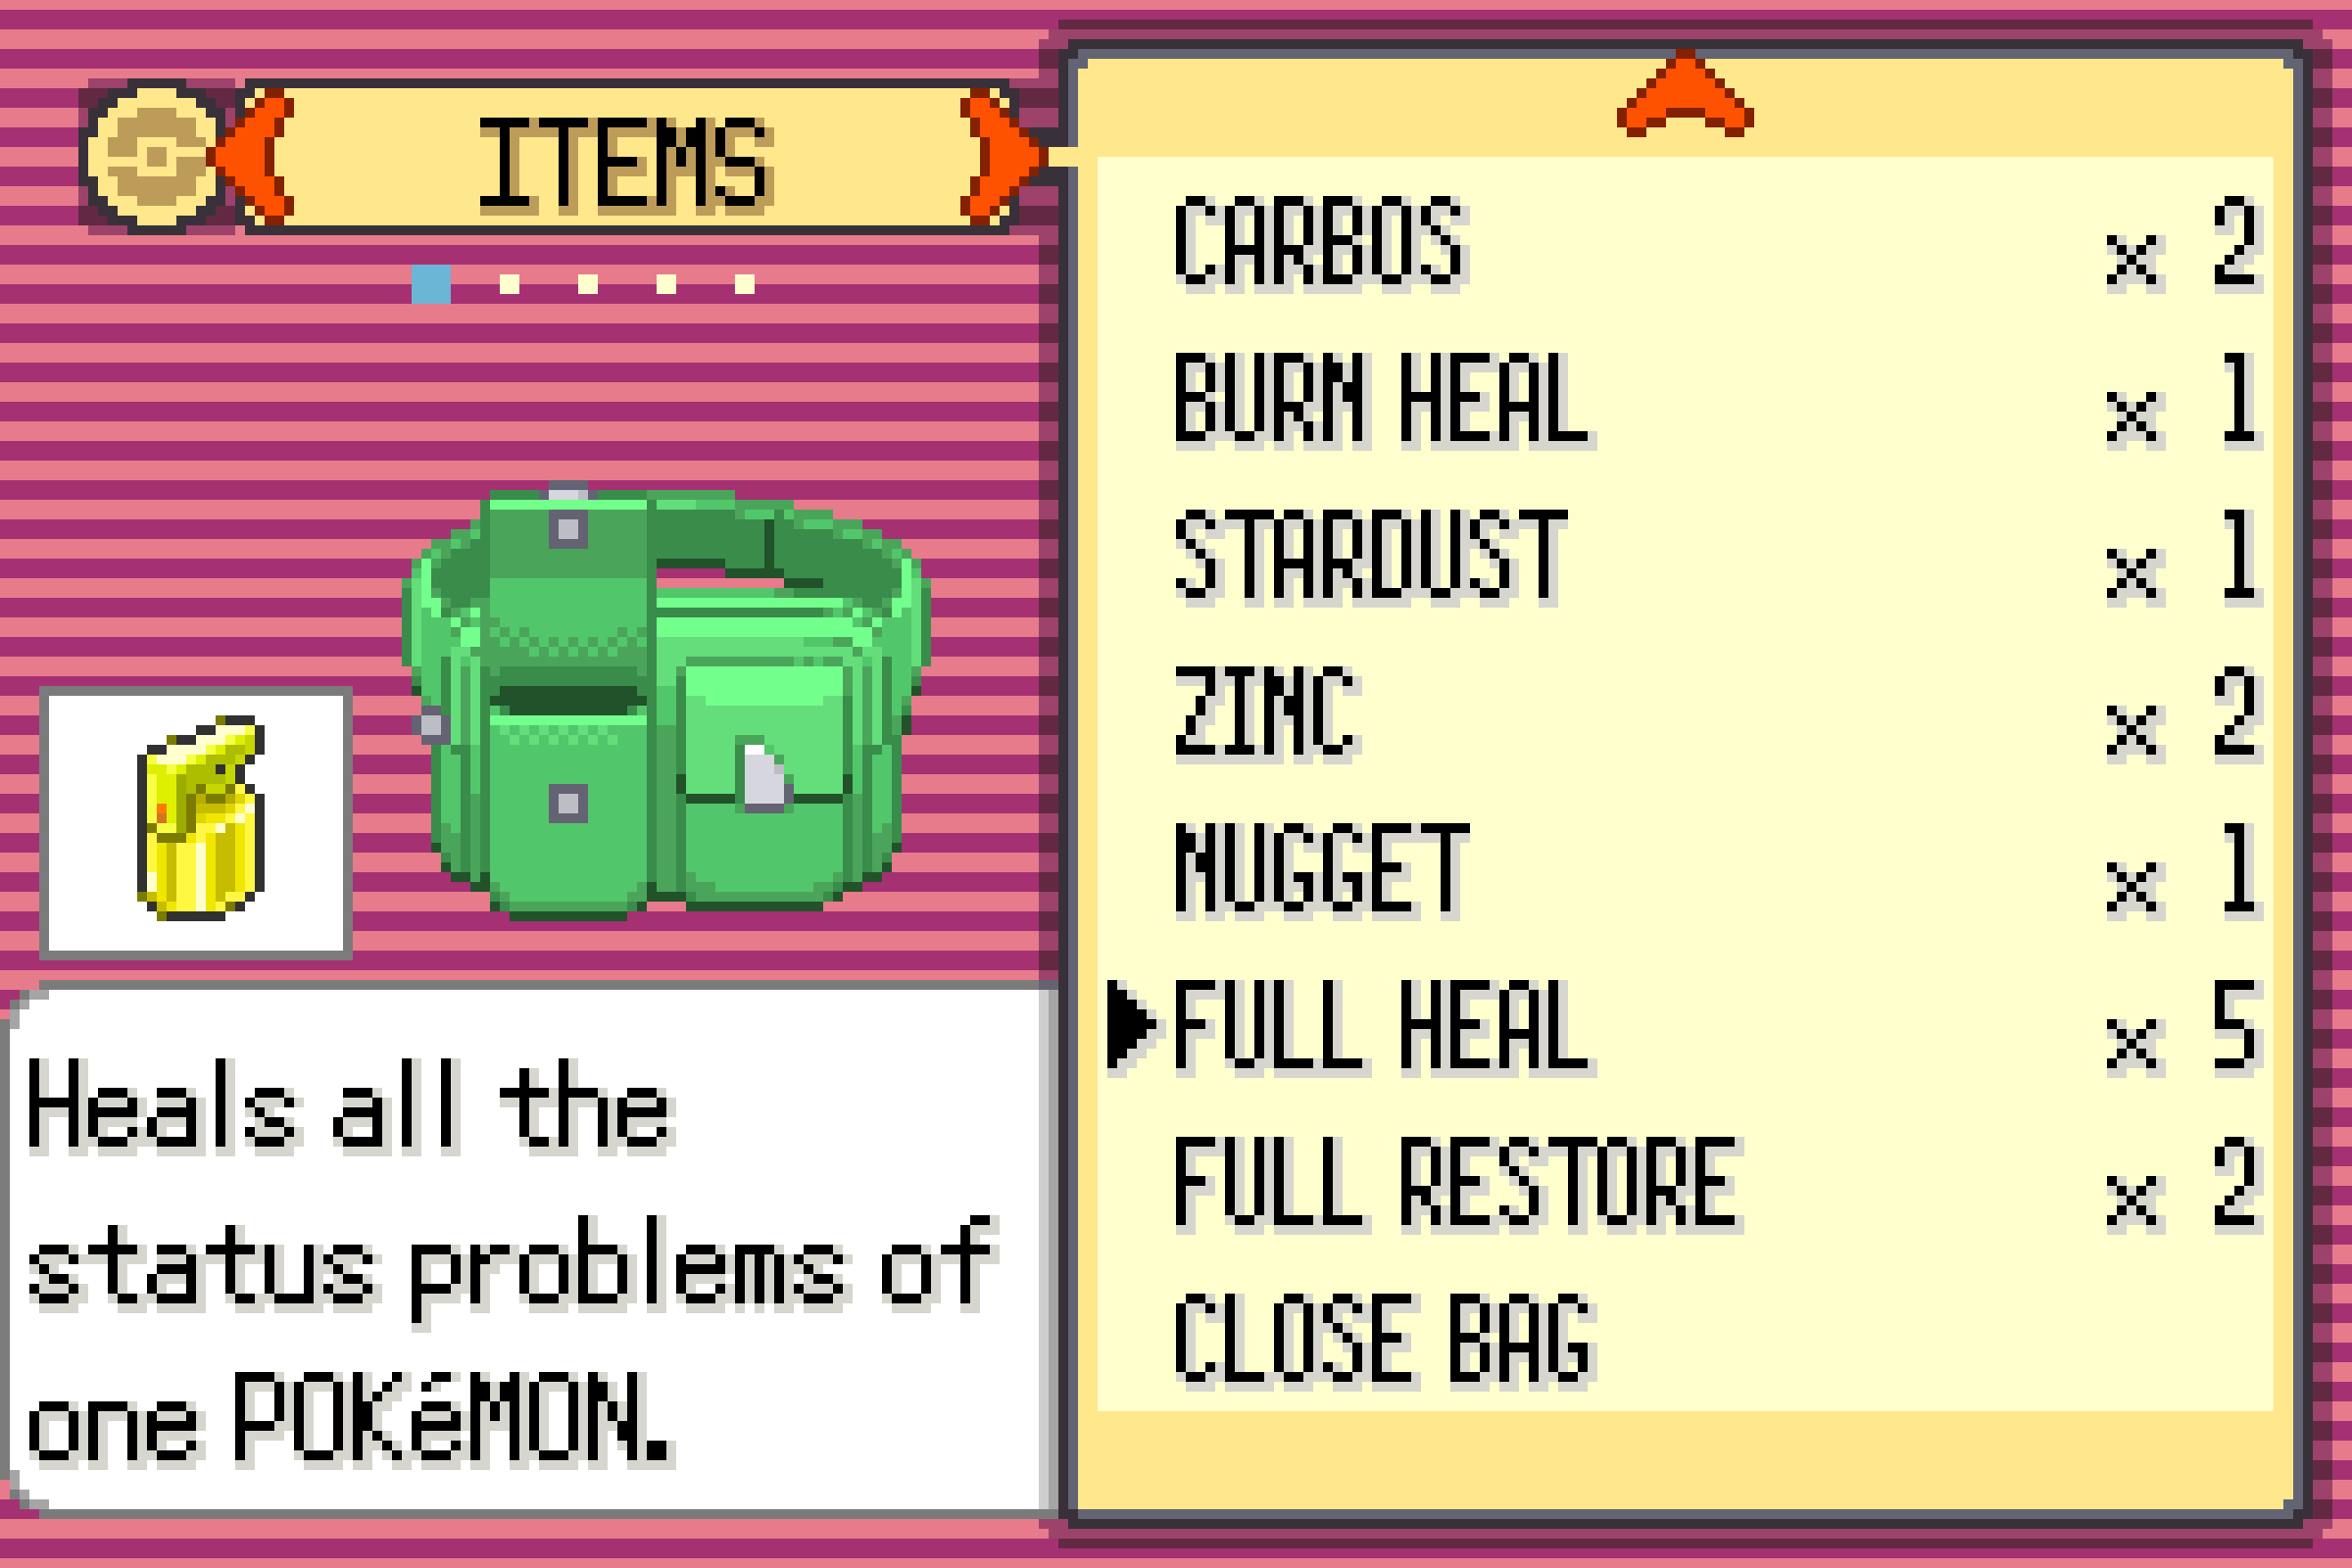 ITEMS
CARBOS × 2
BURN HEAL × 1
STARDUST × 1
ZINC × 2
NUGGET × 1
FULL HEAL × 5
FULL RESTORE × 2
CLOSE BAG
Heals all the
status problems of
one POKéMON.